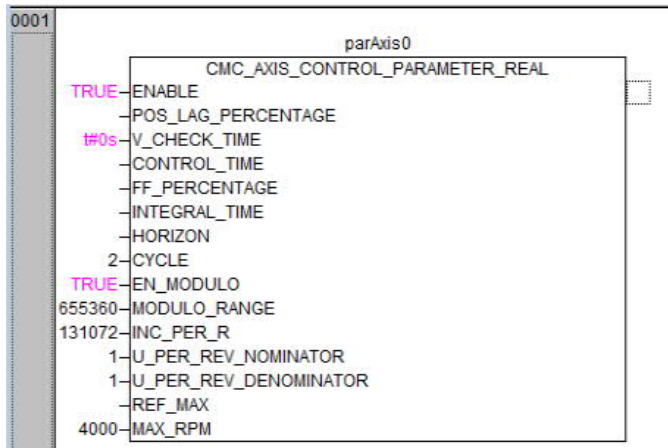 0001
parAxis0
CMC_AXIS_CONTROL_PARAMETER_REAL
TRUE ENABLE
POS_LAG_PERCENTAGE
t#0s V_CHECK_TIME
CONTROL_TIME
FF_PERCENTAGE
INTEGRAL_TIME
HORIZON
2 CYCLE
TRUE EN_MODULO
655360 MODULO_RANGE
131072 INC_PER_R
1 U_PER_REV_NOMINATOR
1 U_PER_REV_DENOMINATOR
REF_MAX
4000 MAX_RPM